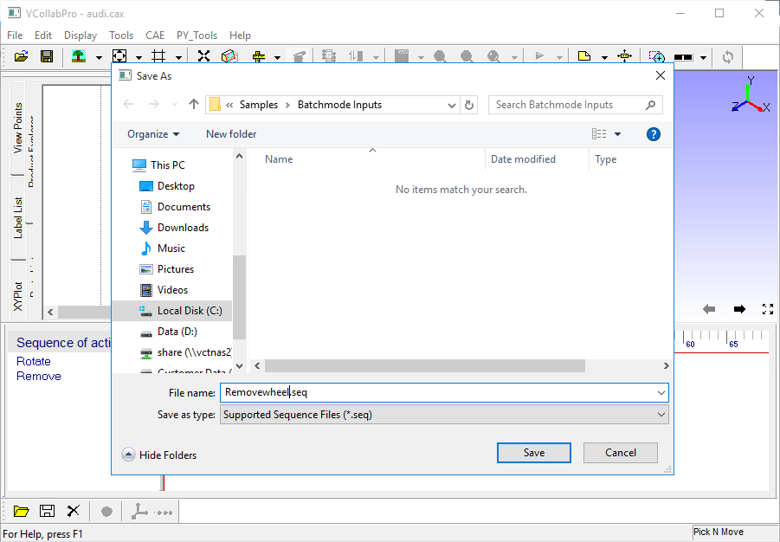 VCollabPro - audi.cax
File Edit Display Tools CAE PY_Tools Help
Save As
Samples Batchmode Inputs
Search Batchmode Inputs
Organize New folder
?
This PC
Desktop
Documents
Downloads
Music
Pictures
Videos
Local Disk (C:)
Data (D:)
share (\\vctnas2)
Customer Data (
Name Date modified Type
No items match your search.
File name: Removewheel.seq
Save as type: Supported Sequence Files (*.seq)
Hide Folders
Save Cancel
View Points
Product Explorer
Label List
XYPlot
Y
Z X
Sequence of acti
Rotate
Remove
60 65
For Help, press F1
Pick N Move